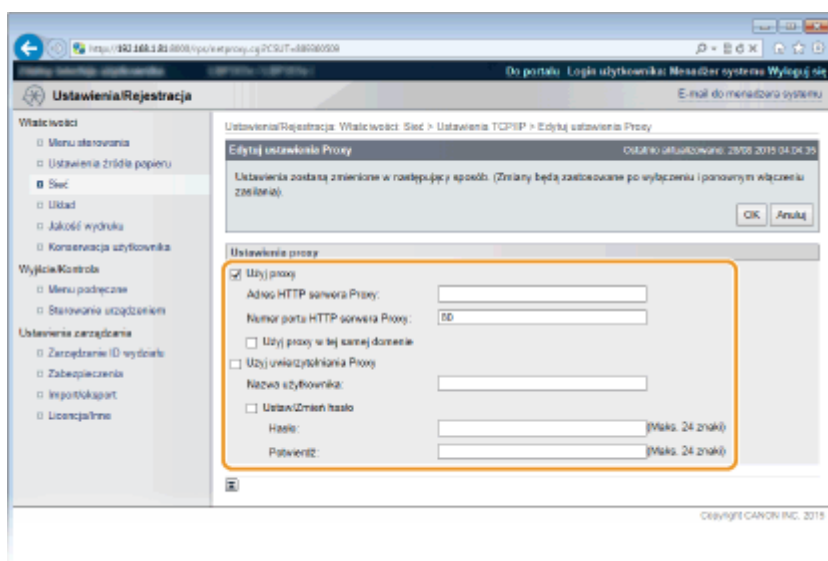 Do portalu Login użytkownika: Menedżer systemu Wyloguj się
Ustawienia/Rejestracja
E-mail do menedżera systemu
Właściwości
Menu sterowania
Ustawienia źródła papieru
Sieć
Układ
Jakość wydruku
Konserwacja użytkownika
Wyjście/Kontrola
Menu podręczne
Sterowanie urządzeniem
Ustawienia zarządzania
Zarządzanie ID wydziału
Zabezpieczenia
Import/eksport
Licencja/Inne
Ustawienia/Rejestracja: Właściwości: Sieć > Ustawienia TCP/IP > Edytuj ustawienia Proxy
Edytuj ustawienia Proxy
Ostatnio aktualizowano: 28/08 2015 04:04:35
Ustawienia zostaną zmienione w następujący sposób. (Zmiany będą zastosowane po wyłączeniu i ponownym włączeniu
zasilania).
OK Anuluj
Ustawienia proxy
Użyj proxy
Adres HTTP serwera Proxy:
Numer portu HTTP serwera Proxy: 80
Użyj proxy w tej samej domenie
Użyj uwierzytelniania Proxy
Nazwa użytkownika:
Ustaw/Zmień hasło
Hasło: (Maks. 24 znaki)
Potwierdź: (Maks. 24 znaki)
Copyright CANON INC. 2015